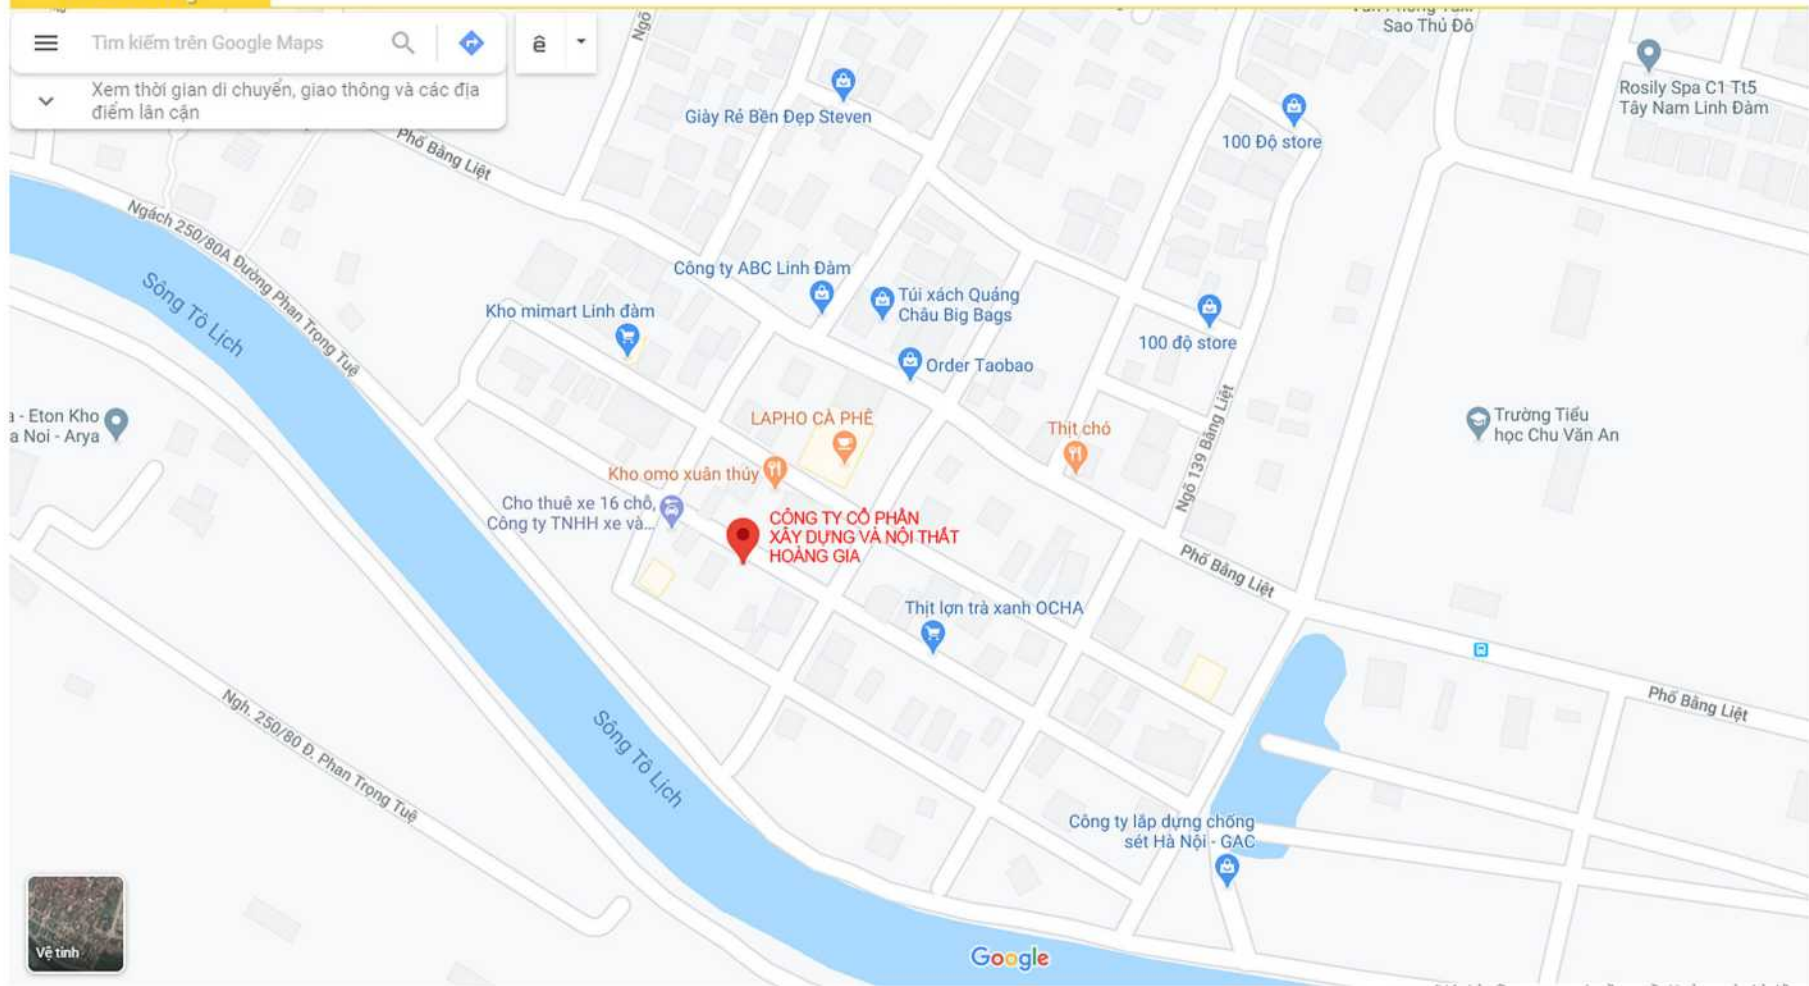 Tìm kiếm trên Google Maps
ê
Xem thời gian di chuyển, giao thông và các địa
điểm lân cận
Ngõ
Sao Thủ Đô
Rosily Spa C1 Tt5
Tây Nam Linh Đàm
Giày Rẻ Bền Đẹp Steven
100 Độ store
Phố Bằng Liệt
Ngách 250/80A Đường Phan Trọng Tuệ
Sông Tô Lịch
Công ty ABC Linh Đàm
Túi xách Quảng
Châu Big Bags
Kho mimart Linh đàm
100 độ store
Order Taobao
Eton Kho
a Noi - Arya
LAPHO CÀ PHÊ
Thịt chó
Ngõ 139 Bằng Liệt
Trường Tiểu
học Chu Văn An
Kho omo xuân thúy
Cho thuê xe 16 chỗ,
Công ty TNHH xe và...
CÔNG TY CỔ PHẦN
XÂY DỰNG VÀ NỘI THẤT
HOÀNG GIA
Phố Bằng Liệt
Thịt lợn trà xanh OCHA
Phố Bằng Liệt
Ngh. 250/80 Đ. Phan Trọng Tuệ
Sông Tô Lịch
Công ty lắp dựng chống
sét Hà Nội - GAC
Vệ tinh
Google